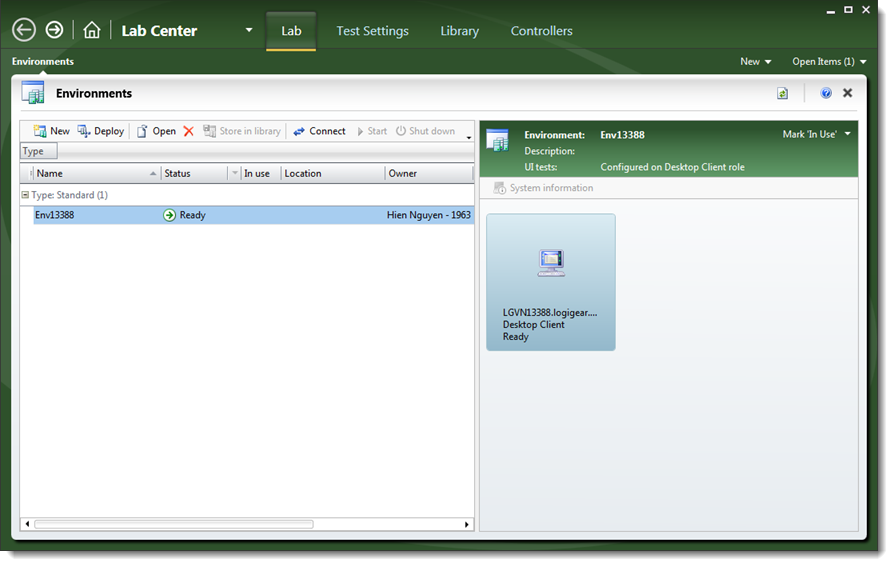 Lab Center Lab Test Settings Library Controllers
Environments New Open Items (1)
Environments
New Deploy Open Store in library Connect Start Shut down
Type
Name Status In use Location Owner
Type: Standard (1)
Env13388 Ready Hien Nguyen - 1963
Environment: Env13388 Mark 'In Use'
Description:
UI tests: Configured on Desktop Client role
System information
LGVN13388.logigear....
Desktop Client
Ready